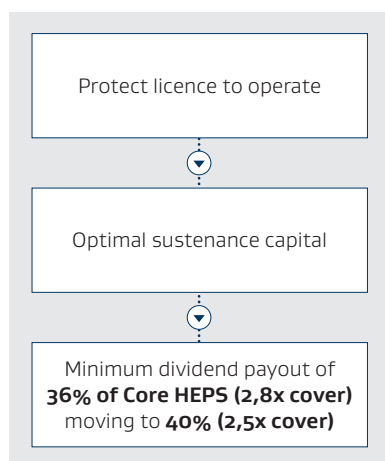 Protect licence to operate
Optimal sustenance capital
Minimum dividend payout of
36% of Core HEPS (2,8x cover)
moving to 40% (2,5x cover)